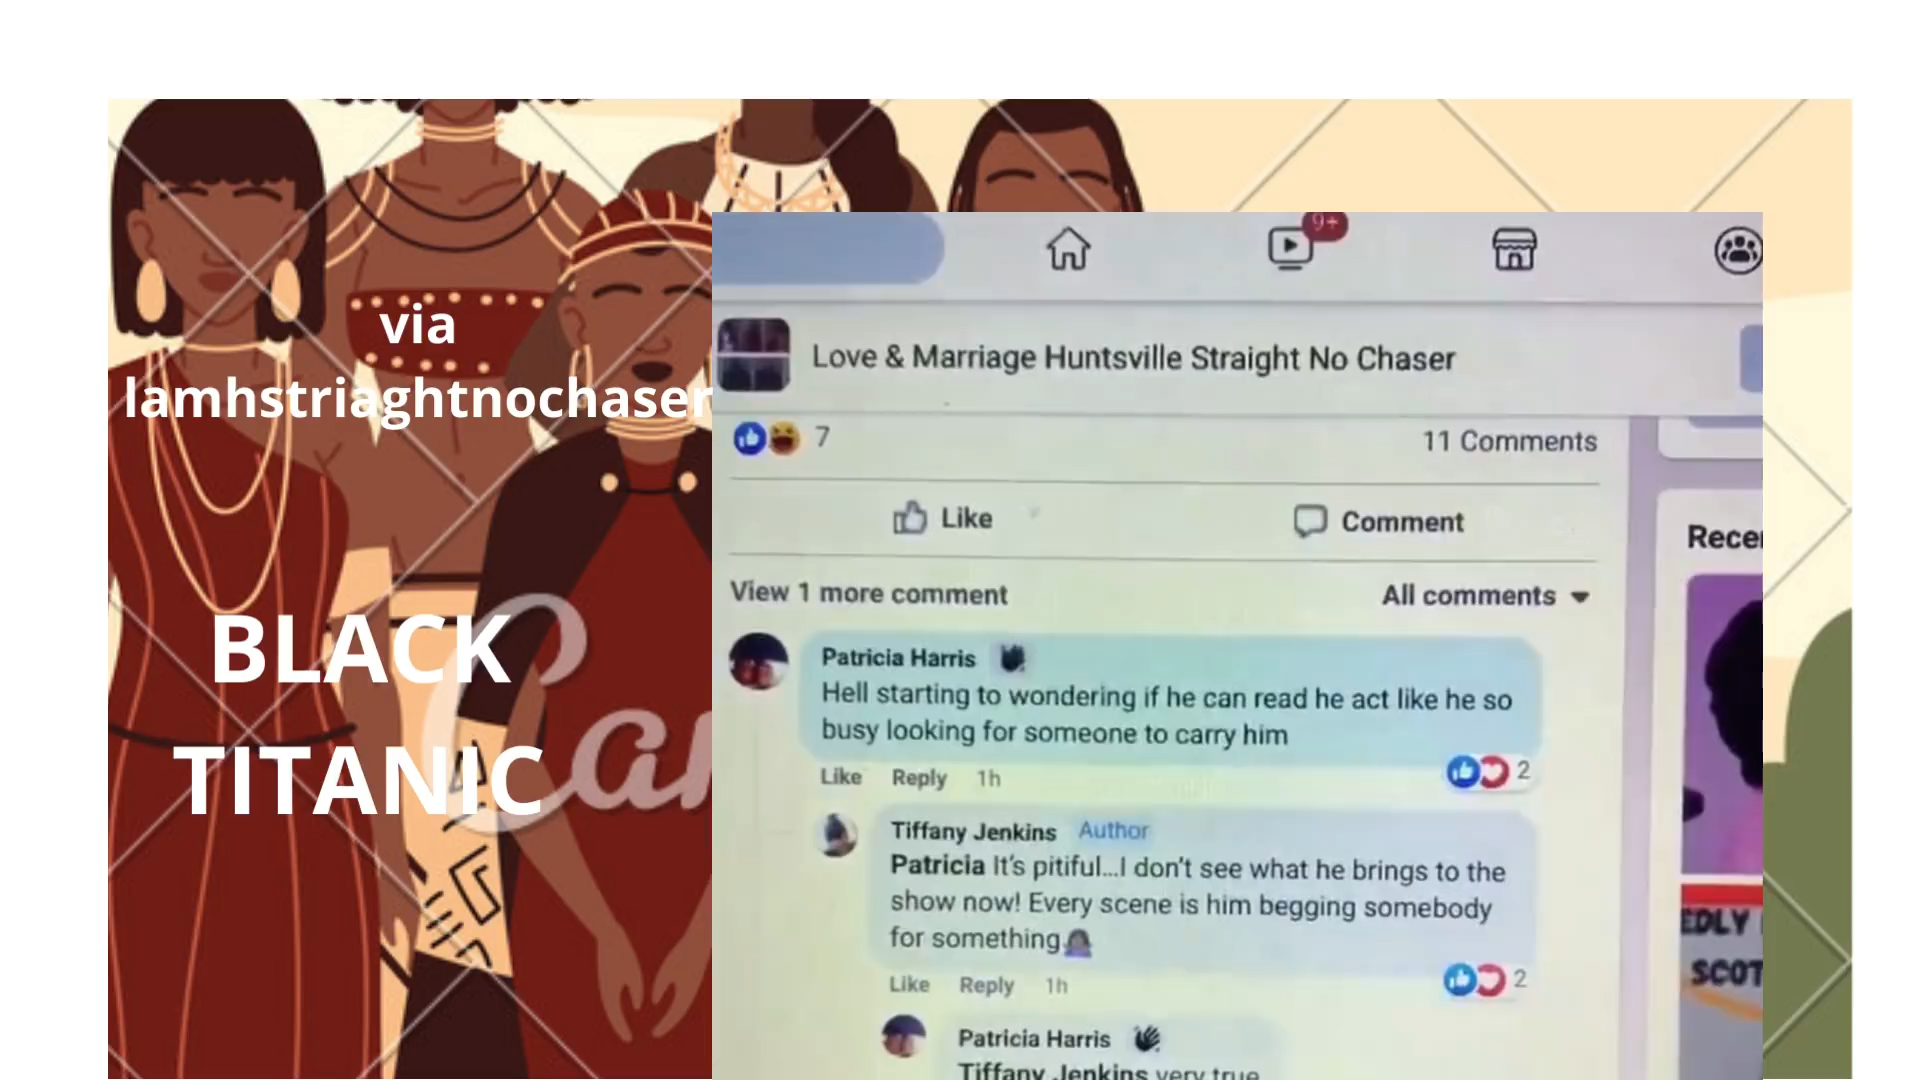 via
lamhstriaghtnochaser
BLACK
TITANIC
Can
9+
Love & Marriage Huntsville Straight No Chaser
7
11 Comments
Like
Comment
View 1 more comment
All comments
Patricia Harris
Hell starting to wondering if he can read he act like he so
busy looking for someone to carry him
Like Reply 1h
2
Tiffany Jenkins Author
Patricia It's pitiful...I don't see what he brings to the
show now! Every scene is him begging somebody
for something
Like Reply 1h
2
Patricia Harris
Tiffany Jenkins very true